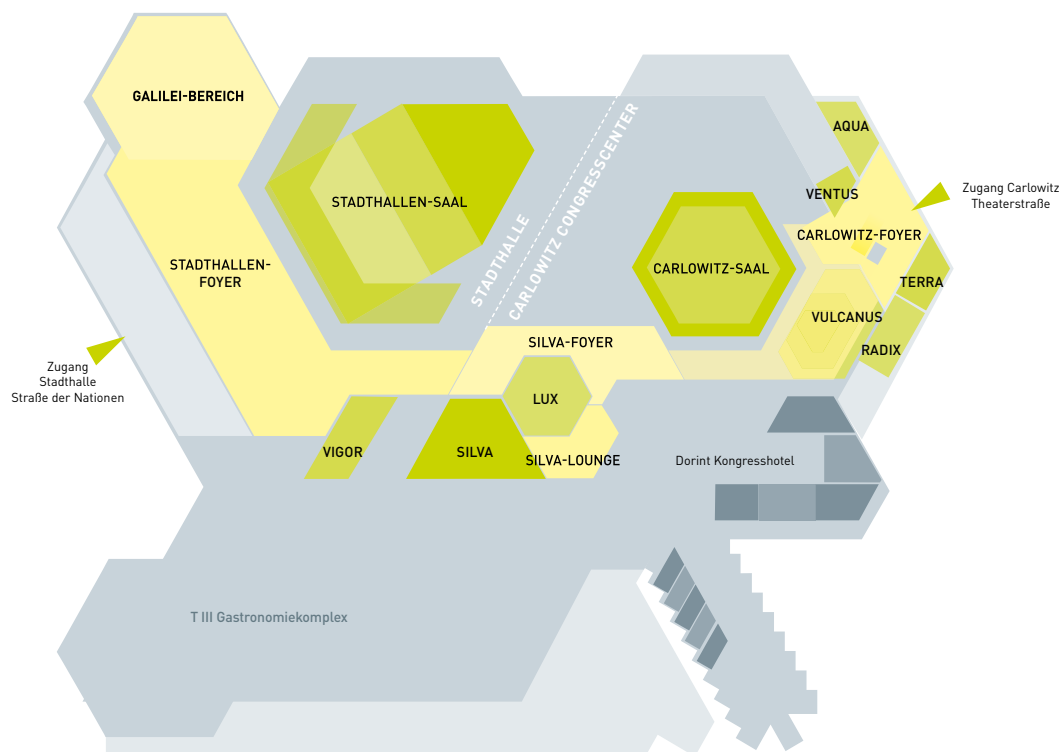 GALILEI-BEREICH
STADTHALLEN-SAAL
STADTHALLEN-
FOYER
Zugang
Stadthalle
Straße der Nationen
STADTHALLE
CARLOWITZ CONGRESSCENTER
AQUA
VENTUS
Zugang Carlowitz
Theaterstraße
CARLOWITZ-FOYER
CARLOWITZ-SAAL
TERRA
VULCANUS
RADIX
SILVA-FOYER
LUX
VIGOR
SILVA
SILVA-LOUNGE
Dorint Kongresshotel
T III Gastronomiekomplex